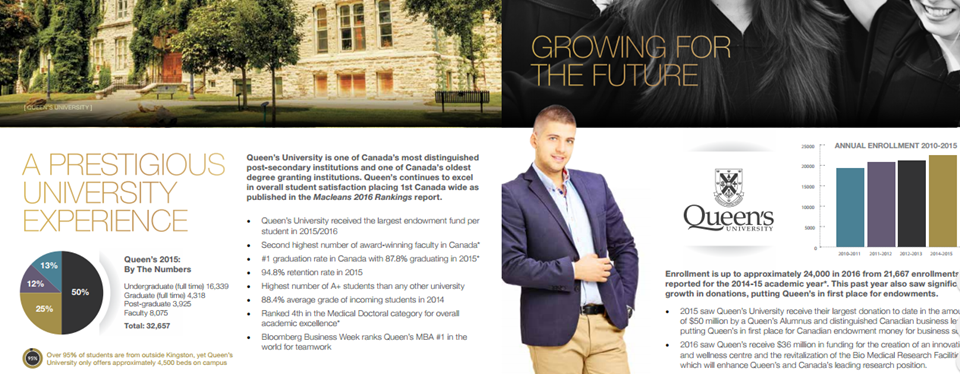 [ QUEEN'S UNIVERSITY ]
A PRESTIGIOUS
UNIVERSITY
EXPERIENCE
13%
12%
25%
50%
Queen's 2015:
By The Numbers
Undergraduate (full time) 16,339
Graduate (full time) 4,318
Post-graduate 3,925
Faculty 8,075
Total: 32,657
95%
Over 95% of students are from outside Kingston, yet Queen's
University only offers approximately 4,500 beds on campus
Queen's University is one of Canada's most distinguished
post-secondary institutions and one of Canada's oldest
degree granting institutions. Queen's continues to excel
in overall student satisfaction placing 1st Canada wide as
published in the Macleans 2016 Rankings report.
• Queen's University received the largest endowment fund per
student in 2015/2016
• Second highest number of award-winning faculty in Canada*
• #1 graduation rate in Canada with 87.8% graduating in 2015*
• 94.8% retention rate in 2015
• Highest number of A+ students than any other university
• 88.4% average grade of incoming students in 2014
• Ranked 4th in the Medical Doctoral category for overall
academic excellence*
• Bloomberg Business Week ranks Queen's MBA #1 in the
world for teamwork
GROWING FOR
THE FUTURE
Queen's
UNIVERSITY
ANNUAL ENROLLMENT 2010-2015
25000
20000
15000
10000
5000
0
2010-2011 2011-2012 2012-2013 2014-2015
Enrollment is up to approximately 24,000 in 2016 from 21,667 enrollment
reported for the 2014-15 academic year*. This past year also saw signific
growth in donations, putting Queen's in first place for endowments.
• 2015 saw Queen's University receive their largest donation to date in the amou
of $50 million by a Queen's Alumnus and distinguished Canadian business le
putting Queen's in first place for Canadian endowment money for business s
• 2016 saw Queen's receive $36 million in funding for the creation of an innovati
and wellness centre and the revitalization of the Bio Medical Research Faciliti
which will enhance Queen's and Canada's leading research position.